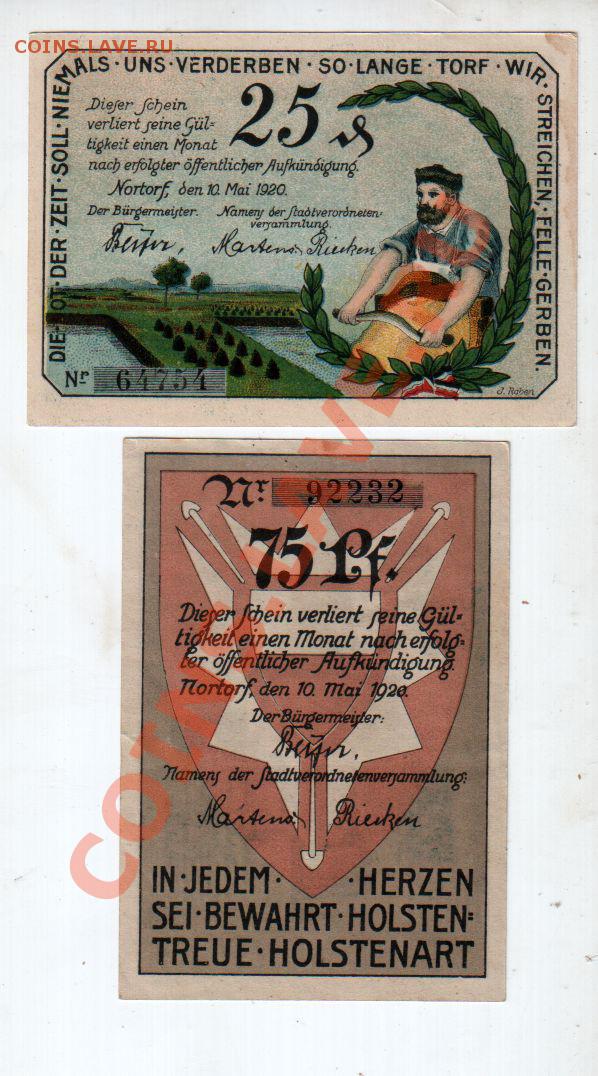 COINS.LAVE.RU
DIE·NOT·DER·ZEIT·SOLL·NIEMALS·UNS·VERDERBEN·SO·LANGE·TORF·WIR·STREICHEN·FELLE·GERBEN.
Dieser Schein
verliert seine Gül=
tigkeit einen Monat
25 ₰
nach erfolgter öffentlicher Aufkündigung.
Nortorf, den 10. Mai 1920.
Der Bürgermeister. Namens der Stadtverordneten-
versammlung.
Martens Riecken
Nr 64754
J. Raben
Nr. 92232
75 Pf.
Dieser Schein verliert seine Gül=
tigkeit einen Monat nach erfolg=
ter öffentlicher Aufkündigung.
Nortorf, den 10. Mai 1920.
Der Bürgermeister:
Namens der Stadtverordnetenversammlung:
Martens Riecken
IN·JEDEM· ·HERZEN
SEI·BEWAHRT·HOLSTEN=
TREUE·HOLSTENART